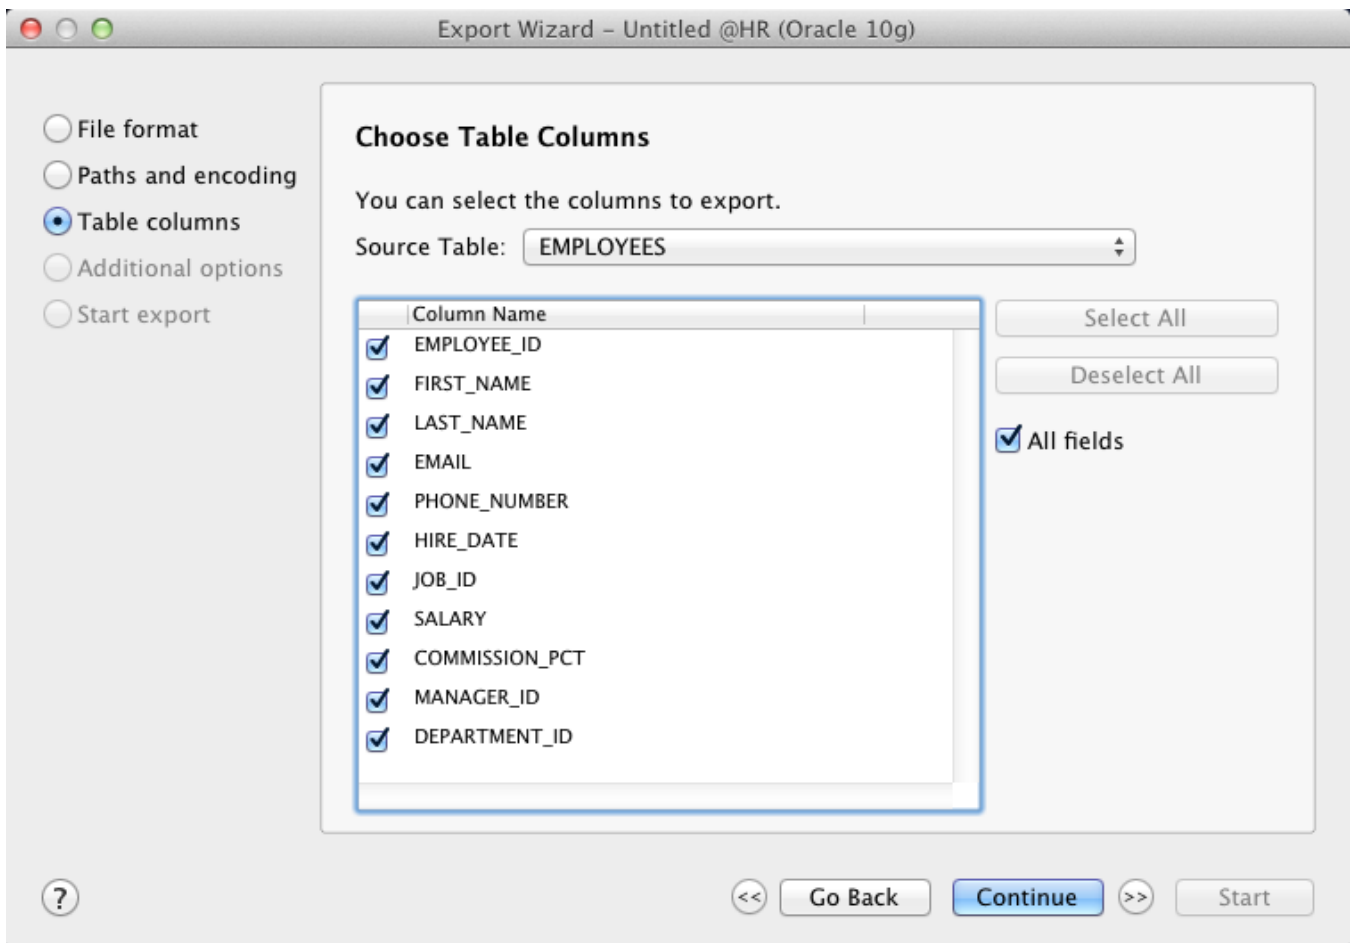 Export Wizard – Untitled @HR (Oracle 10g)
File format
Paths and encoding
Table columns
Additional options
Start export
Choose Table Columns
You can select the columns to export.
Source Table: EMPLOYEES
Column Name
EMPLOYEE_ID
FIRST_NAME
LAST_NAME
EMAIL
PHONE_NUMBER
HIRE_DATE
JOB_ID
SALARY
COMMISSION_PCT
MANAGER_ID
DEPARTMENT_ID
Select All
Deselect All
All fields
? << Go Back Continue >> Start